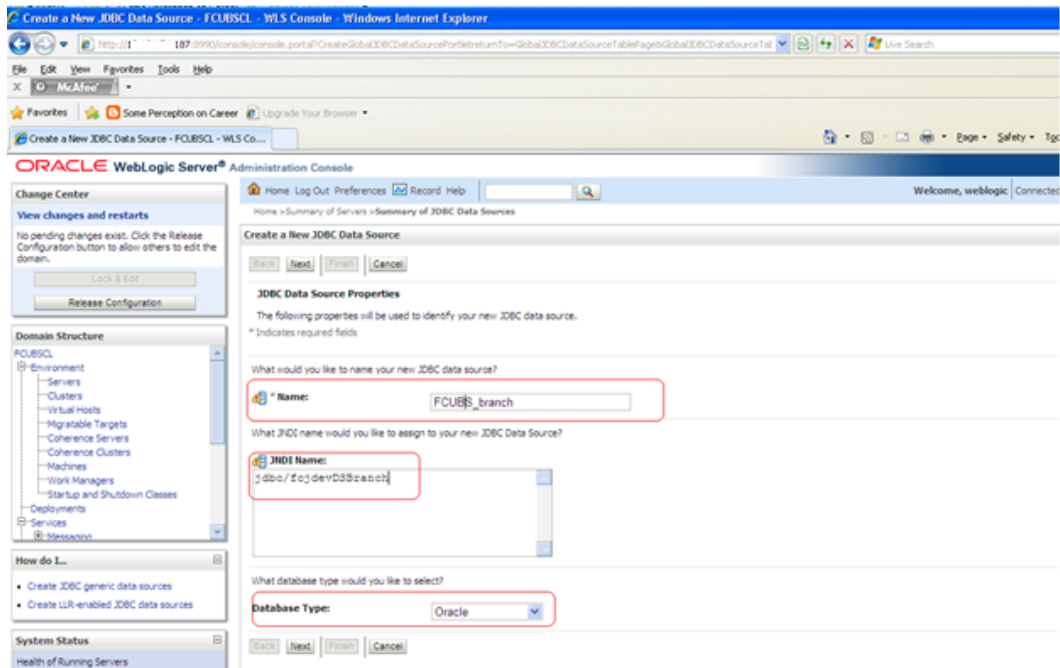 Create a New JDBC Data Source - FCUBSCL - WLS Console - Windows Internet Explorer
187:8990/console/console.portal?CreateGlobalJDBCDataSourcePortletreturnTo=GlobalJDBCDataSourceTablePage&GlobalJDBCDataSourceTat
Live Search
File Edit View Favorites Tools Help
X McAfee
Favorites Some Perception on Career Upgrade Your Browser
Create a New JDBC Data Source - FCUBSCL - WLS Co...
Page Safety
ORACLE WebLogic Server® Administration Console
Change Center
View changes and restarts
No pending changes exist. Click the Release
Configuration button to allow others to edit the
domain.
Lock & Edit
Release Configuration
Domain Structure
FCUBSCL
Environment
Servers
Clusters
Virtual Hosts
Migratable Targets
Coherence Servers
Coherence Clusters
Machines
Work Managers
Startup and Shutdown Classes
Deployments
Services
Messaging
How do I...
Create JDBC generic data sources
Create LLR-enabled JDBC data sources
System Status
Health of Running Servers
Home Log Out Preferences Record Help
Welcome, weblogic Connected
Home >Summary of Servers >Summary of JDBC Data Sources
Create a New JDBC Data Source
Back Next Finish Cancel
JDBC Data Source Properties
The following properties will be used to identify your new JDBC data source.
* Indicates required fields
What would you like to name your new JDBC data source?
* Name: FCUBS_branch
What JNDI name would you like to assign to your new JDBC Data Source?
JNDI Name:
jdbc/fcjdevDSBranch
What database type would you like to select?
Database Type: Oracle
Back Next Finish Cancel